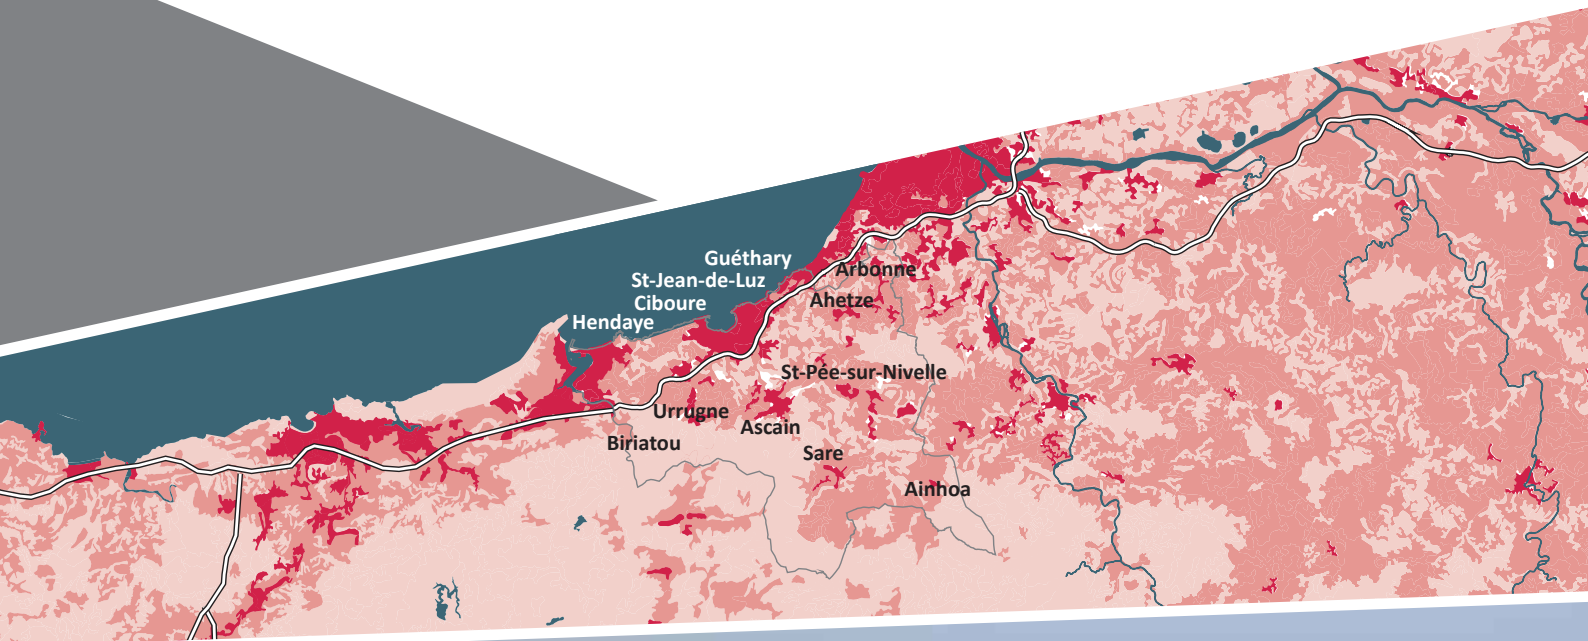 Guéthary
Arbonne
St-Jean-de-Luz
Ahetze
Ciboure
Hendaye
St-Pée-sur-Nivelle
Urrugne
Ascain
Biriatou
Sare
Ainhoa